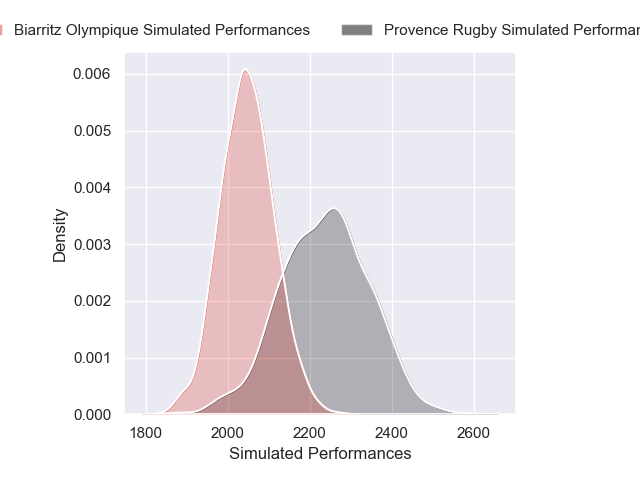 Biarritz Olympique Simulated Performances
Provence Rugby Simulated
0.006
0.005
0.004
0.003
0.002
0.001
0.000
Density
1800 2000 2200 2400 2600
Simulated Performances